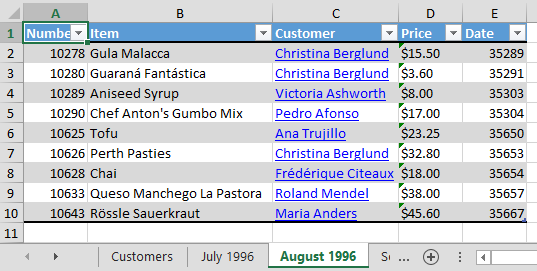 A B C D E
1 Numbe Item Customer Price Date
2 10278 Gula Malacca Christina Berglund $15.50 35289
3 10280 Guaraná Fantástica Christina Berglund $3.60 35291
4 10289 Aniseed Syrup Victoria Ashworth $8.00 35303
5 10290 Chef Anton's Gumbo Mix Pedro Afonso $17.00 35304
6 10625 Tofu Ana Trujillo $23.25 35650
7 10626 Perth Pasties Christina Berglund $32.80 35653
8 10628 Chai Frédérique Citeaux $18.00 35654
9 10633 Queso Manchego La Pastora Roland Mendel $38.00 35657
10 10643 Rössle Sauerkraut Maria Anders $45.60 35667
11
Customers July 1996 August 1996 Se ...